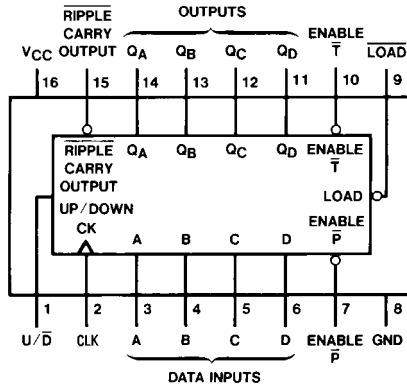 OUTPUTS
RIPPLE CARRY OUTPUT
VCC
QA QB QC QD
ENABLE T
LOAD
16 15 14 13 12 11 10 9
RIPPLE CARRY OUTPUT
QA QB QC QD
ENABLE T
LOAD
UP/DOWN
CK
A B C D
ENABLE P
1 2 3 4 5 6 7 8
U/D CLK A B C D ENABLE P GND
DATA INPUTS